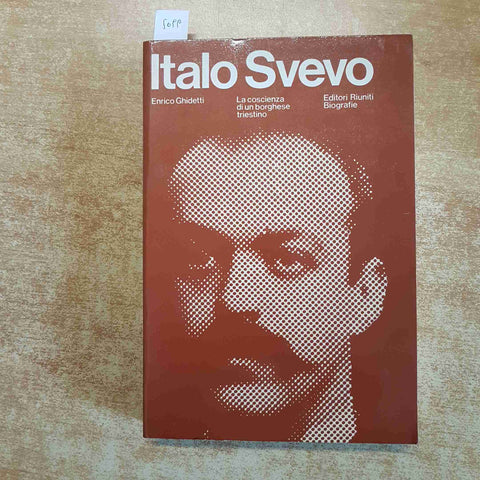 Italo Svevo
Enrico Ghidetti
La coscienza
di un borghese
triestino
Editori Riuniti
Biografie